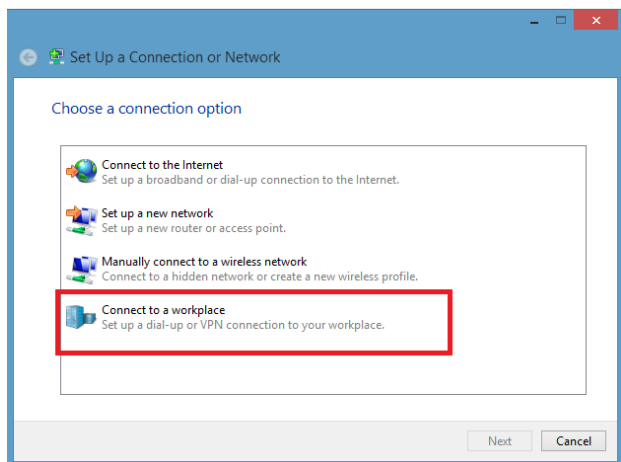 Set Up a Connection or Network
Choose a connection option
Connect to the Internet
Set up a broadband or dial-up connection to the Internet.
Set up a new network
Set up a new router or access point.
Manually connect to a wireless network
Connect to a hidden network or create a new wireless profile.
Connect to a workplace
Set up a dial-up or VPN connection to your workplace.
Next
Cancel